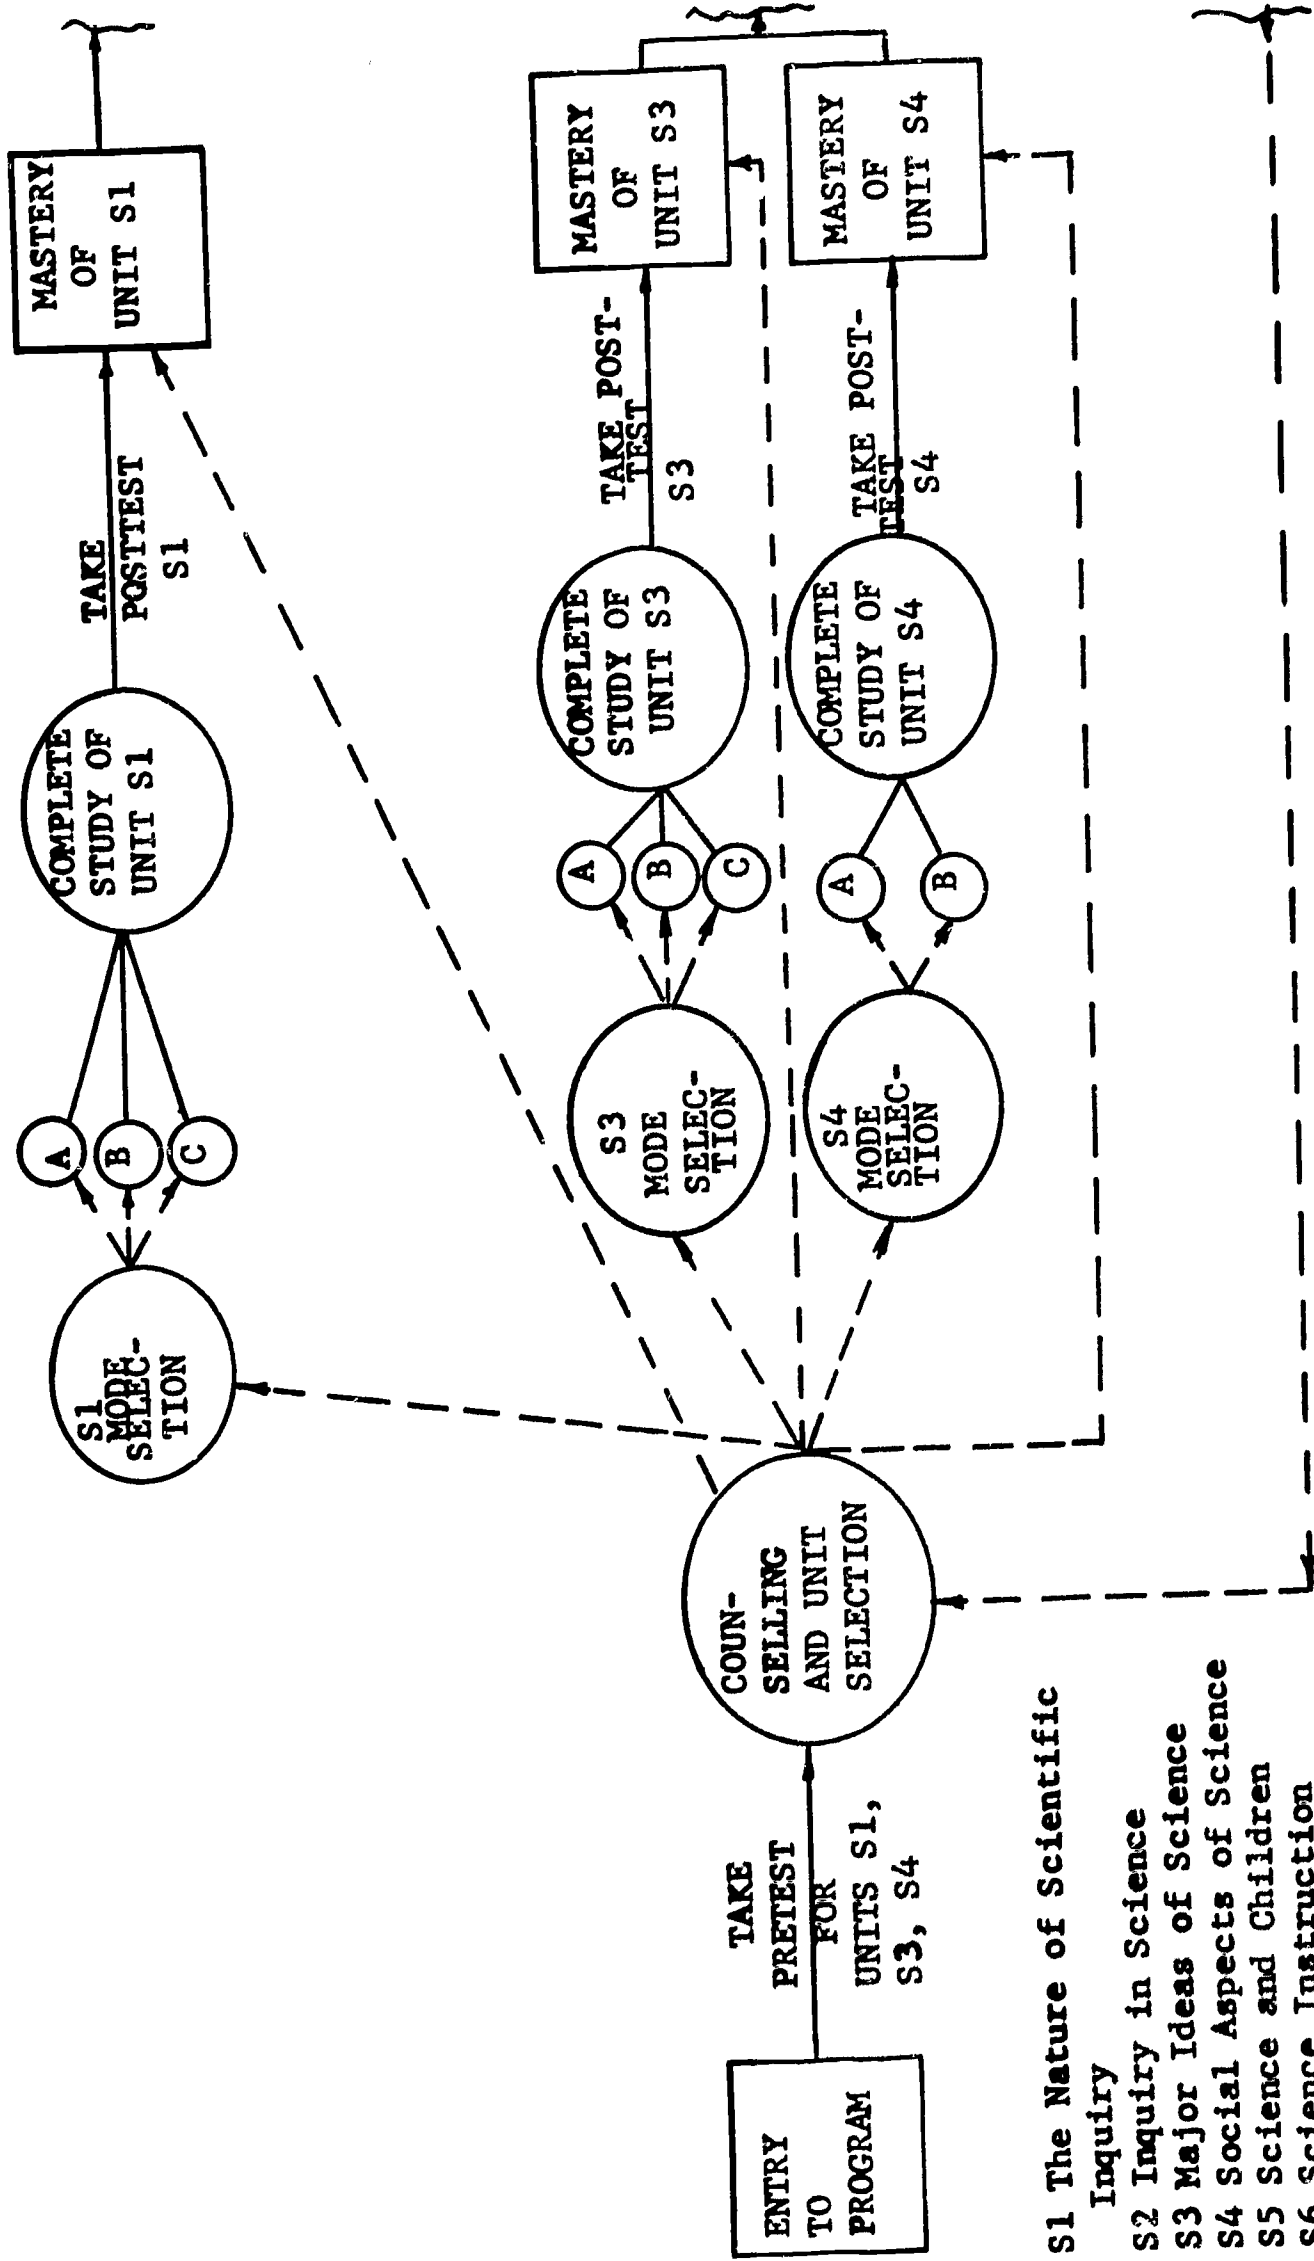 ENTRY
TO
PROGRAM
TAKE
PRETEST
FOR
UNITS S1,
S3, S4
COUN-
SELLING
AND UNIT
SELECTION
S1
MODE
SELEC-
TION
A
B
C
COMPLETE
STUDY OF
UNIT S1
TAKE
POSTTEST
S1
MASTERY
OF
UNIT S1
S3
MODE
SELEC-
TION
A
B
C
COMPLETE
STUDY OF
UNIT S3
TAKE POST-
TEST
S3
MASTERY
OF
UNIT S3
S4
MODE
SELEC-
TION
A
B
COMPLETE
STUDY OF
UNIT S4
TAKE POST-
TEST
S4
MASTERY
OF
UNIT S4
S1 The Nature of Scientific
Inquiry
S2 Inquiry in Science
S3 Major Ideas of Science
S4 Social Aspects of Science
S5 Science and Children
S6 Science Instruction